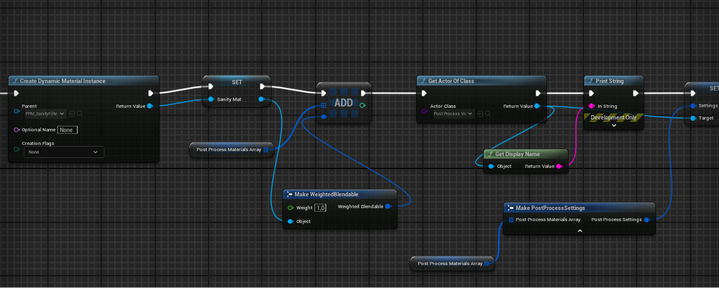 Create Dynamic Material Instance
Parent
Return Value
Optional Name
None
Creation Flags
None
SET
Sanity Mat
ADD
Post Process Materials Array
Make WeightedBlendable
Weight
1,0
Weighted Blendable
Object
Get Actor Of Class
Actor Class
Post Process Vo
Return Value
Print String
In String
Development Only
Get Display Name
Object
Return Value
SET
Settings
Target
Make PostProcessSettings
Post Process Materials Array
Post Process Settings
Post Process Materials Array